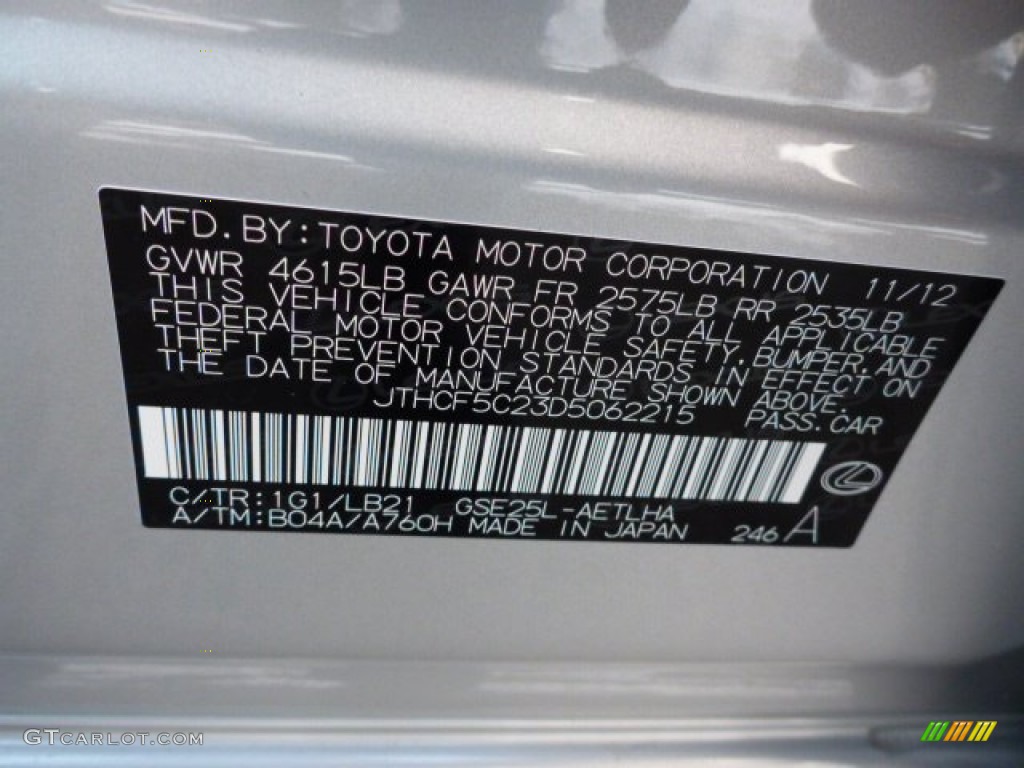 MFD. BY: TOYOTA MOTOR CORPORATION 11/12
GVWR 4615LB GAWR FR 2575LB RR 2535LB
THIS VEHICLE CONFORMS TO ALL APPLICABLE
FEDERAL MOTOR VEHICLE SAFETY, BUMPER, AND
THEFT PREVENTION STANDARDS IN EFFECT ON
THE DATE OF MANUFACTURE SHOWN ABOVE.
JTHCF5C23D5062215 PASS. CAR
C/TR: 1G1/LB21 GSE25L-AETLHA
A/TM: B04A/A760H MADE IN JAPAN 246 A
GTCARLOT.COM